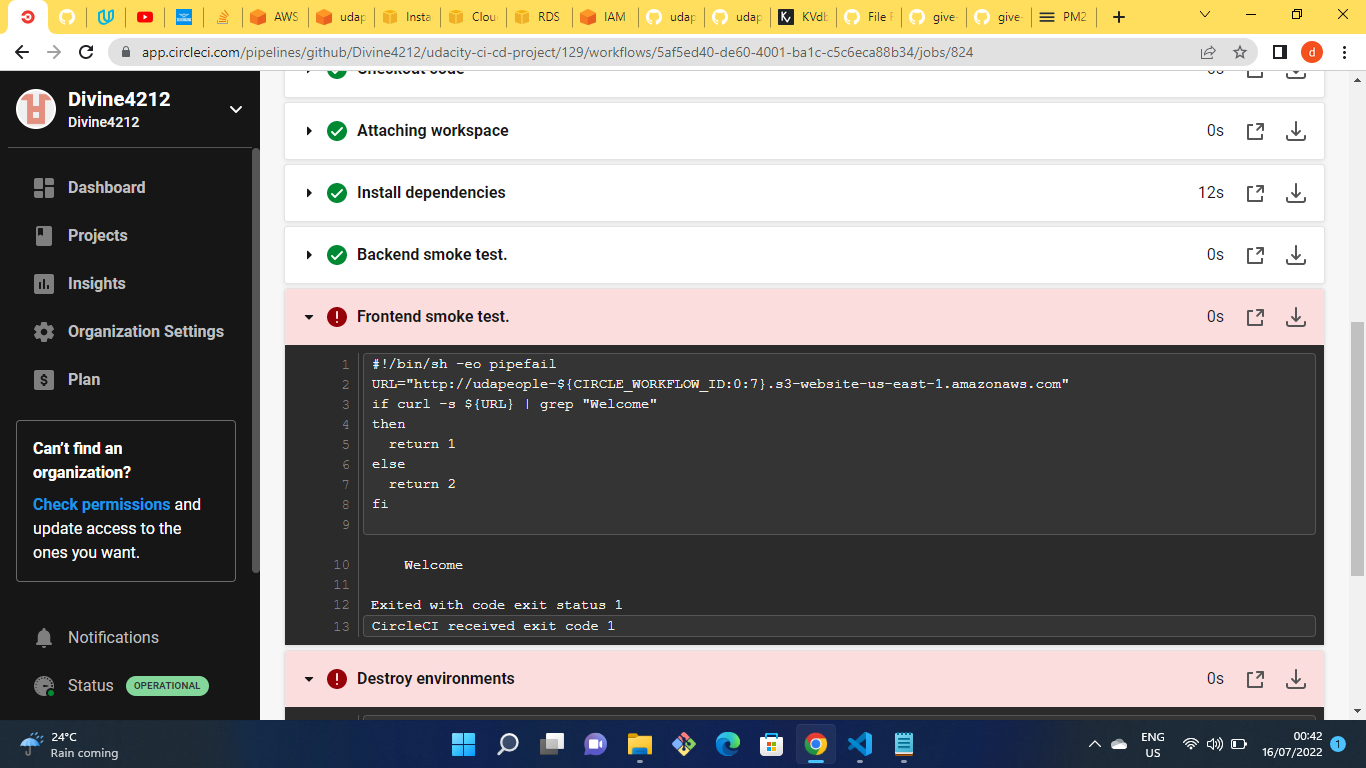 AWS
udap
Insta
Clou
RDS
IAM
udap
udap
KVdb
File F
give-
give-
PM2
app.circleci.com/pipelines/github/Divine4212/udacity-ci-cd-project/129/workflows/5af5ed40-de60-4001-ba1c-c5c6eca88b34/jobs/824
d
Divine4212
Divine4212
Dashboard
Projects
Insights
Organization Settings
Plan
Can't find an
organization?
Check permissions and
update access to the
ones you want.
Notifications
Status OPERATIONAL
Checkout code 0s
Attaching workspace 0s
Install dependencies 12s
Backend smoke test. 0s
Frontend smoke test. 0s
1 #!/bin/sh -eo pipefail
2 URL="http://udapeople-${CIRCLE_WORKFLOW_ID:0:7}.s3-website-us-east-1.amazonaws.com"
3 if curl -s ${URL} | grep "Welcome"
4 then
5 return 1
6 else
7 return 2
8 fi
9
10 Welcome
11
12 Exited with code exit status 1
13 CircleCI received exit code 1
Destroy environments 0s
24°C
Rain coming
ENG
US
00:42
16/07/2022
1